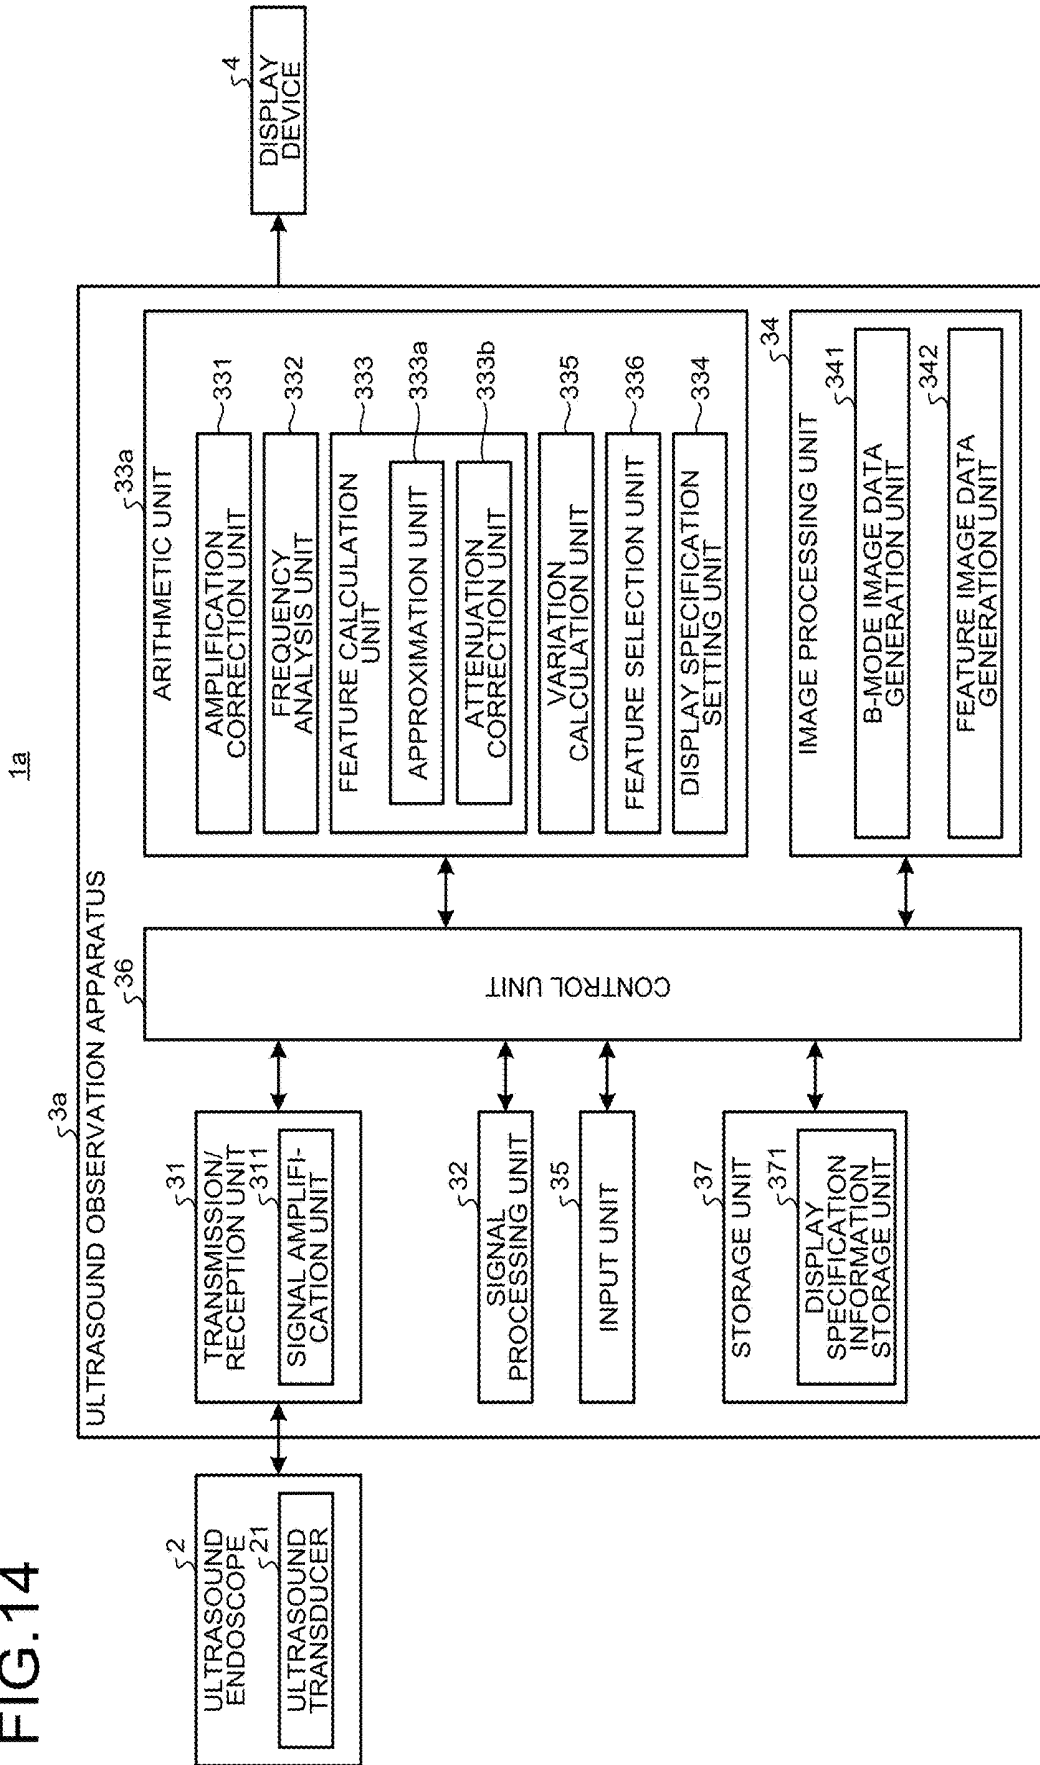 FIG.14
1a
ULTRASOUND
ENDOSCOPE
2
ULTRASOUND
TRANSDUCER
21
3a
ULTRASOUND OBSERVATION APPARATUS
TRANSMISSION/
RECEPTION UNIT
31
SIGNAL AMPLIFI-
CATION UNIT
311
SIGNAL
PROCESSING UNIT
32
INPUT UNIT
35
STORAGE UNIT
37
DISPLAY
SPECIFICATION
INFORMATION
STORAGE UNIT
371
36
CONTROL UNIT
33a
ARITHMETIC UNIT
AMPLIFICATION
CORRECTION UNIT
331
FREQUENCY
ANALYSIS UNIT
332
FEATURE CALCULATION
UNIT
333
APPROXIMATION UNIT
333a
ATTENUATION
CORRECTION UNIT
333b
VARIATION
CALCULATION UNIT
335
FEATURE SELECTION UNIT
336
DISPLAY SPECIFICATION
SETTING UNIT
334
IMAGE PROCESSING UNIT
34
B-MODE IMAGE DATA
GENERATION UNIT
341
FEATURE IMAGE DATA
GENERATION UNIT
342
4
DISPLAY
DEVICE